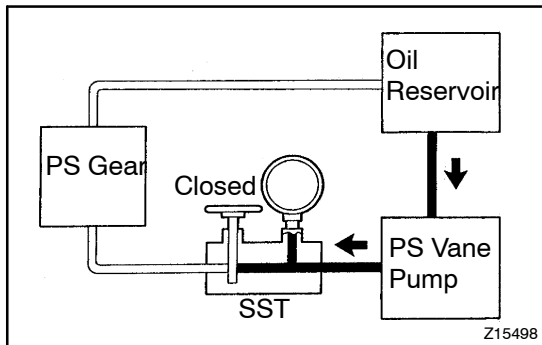 Oil
Reservoir
PS Gear
Closed
PS Vane
Pump
SST
Z15498